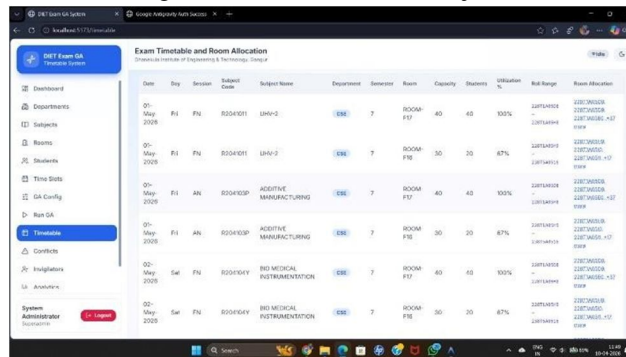 DIET Exam GA System
Google Antigravity Auth Success
localhost:5173/timetable
DIET Exam GA
Timetable System
Dashboard
Departments
Subjects
Rooms
Students
Time Slots
GA Config
Run GA
Timetable
Conflicts
Invigilators
Analytics
System
Administrator
Superadmin
Logout
Exam Timetable and Room Allocation
Institute of Engineering & Technology,
Idle
Date Day Session Subject Code Subject Name Department Semester Room Capacity Students Utilization % Roll Range Room Allocation
01-May-2026 Fri FN R2041011 UHV-2 CSE 7 ROOM-F17 40 40 100%
01-May-2026 Fri FN R2041011 UHV-2 CSE 7 ROOM-F18 30 20 67%
01-May-2026 Fri AN R204103P ADDITIVE MANUFACTURING CSE 7 ROOM-F17 40 40 100%
01-May-2026 Fri AN R204103P ADDITIVE MANUFACTURING CSE 7 ROOM-F18 30 20 67%
02-May-2026 Sat FN R204104Y BIO MEDICAL INSTRUMENTATION CSE 7 ROOM-F17 40 40 100%
02-May-2026 Sat FN R204104Y BIO MEDICAL INSTRUMENTATION CSE 7 ROOM-F18 30 20 67%
Search
ENG
IN
11:49
10-04-2026